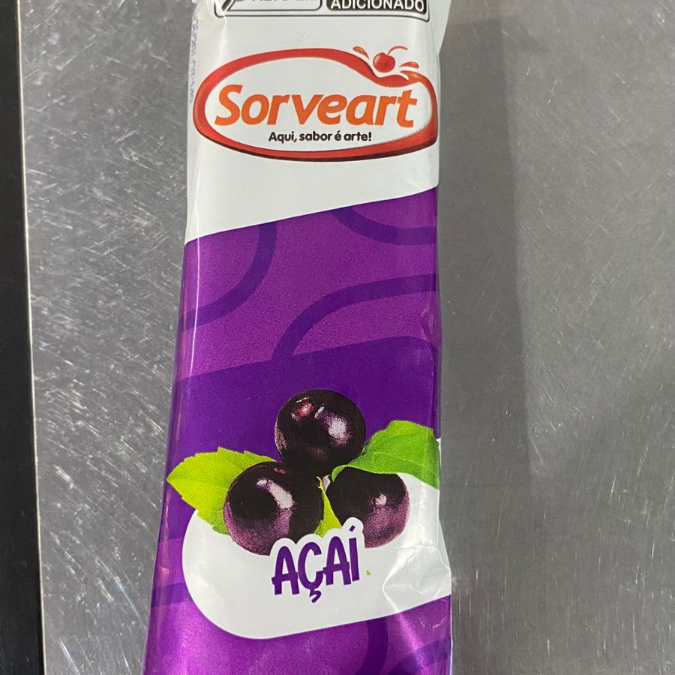 ADICIONADO
Sorveart
Aqui, sabor é arte!
AÇAÍ